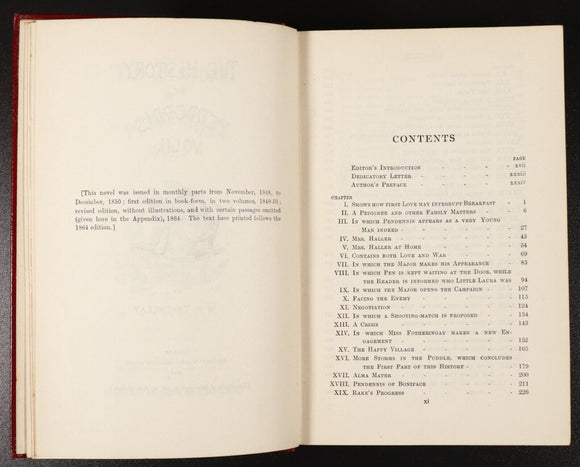 [This novel was issued in monthly parts from November, 1848, to
December, 1850; first edition in book-form, in two volumes, 1849-50;
revised edition, without illustrations, and with certain passages omitted
(given here in the Appendix), 1864. The text here printed follows the
1864 edition.]
CONTENTS
PAGE
Editor's Introduction - - - - xvii
Dedicatory Letter - - - - xxxiii
Author's Preface - - - - xxxiv
CHAPTER
I. Shows how First Love may interrupt Breakfast - 1
II. A Pedigree and other Family Matters - - 6
III. In which Pendennis appears as a very Young
Man indeed - - - - - 27
IV. Mrs. Haller - - - - - 43
V. Mrs. Haller at Home - - - - 54
VI. Contains both Love and War - - - 69
VII. In which the Major makes his Appearance - 83
VIII. In which Pen is kept waiting at the Door, while
the Reader is informed who Little Laura was 94
IX. In which the Major opens the Campaign - - 107
X. Facing the Enemy - - - - 115
XI. Negotiation - - - - - 124
XII. In which a Shooting-match is proposed - - 134
XIII. A Crisis - - - - - 143
XIV. In which Miss Fotheringay makes a new En-
gagement - - - - - 152
XV. The Happy Village - - - - 165
XVI. More Storms in the Puddle, which concludes
the First Part of this History - - - 179
XVII. Alma Mater - - - - - 200
XVIII. Pendennis of Boniface - - - - 211
XIX. Rake's Progress - - - - - 226
xi